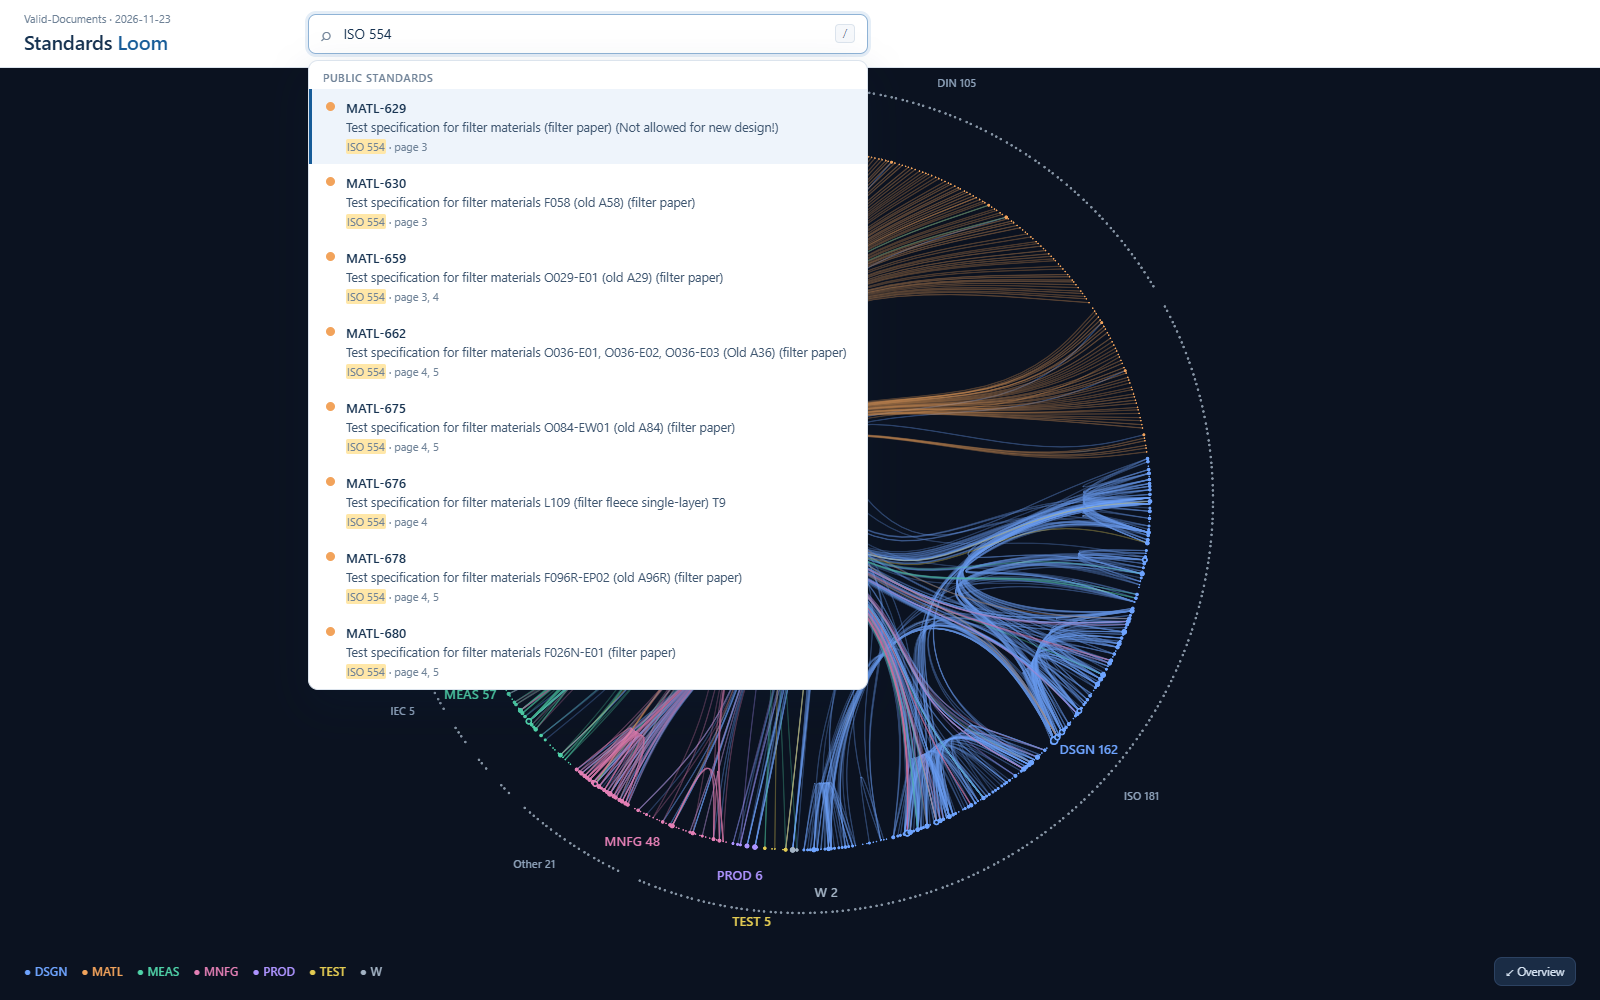 Valid-Documents · 2026-11-23
Standards Loom
ISO 554
/
PUBLIC STANDARDS
MATL-629
Test specification for filter materials (filter paper) (Not allowed for new design!)
ISO 554 · page 3
MATL-630
Test specification for filter materials F058 (old A58) (filter paper)
ISO 554 · page 3
MATL-659
Test specification for filter materials O029-E01 (old A29) (filter paper)
ISO 554 · page 3, 4
MATL-662
Test specification for filter materials O036-E01, O036-E02, O036-E03 (Old A36) (filter paper)
ISO 554 · page 4, 5
MATL-675
Test specification for filter materials O084-EW01 (old A84) (filter paper)
ISO 554 · page 4, 5
MATL-676
Test specification for filter materials L109 (filter fleece single-layer) T9
ISO 554 · page 4
MATL-678
Test specification for filter materials F096R-EP02 (old A96R) (filter paper)
ISO 554 · page 4, 5
MATL-680
Test specification for filter materials F026N-E01 (filter paper)
ISO 554 · page 4, 5
DIN 105
MEAS 57
IEC 5
DSGN 162
ISO 181
MNFG 48
Other 21
PROD 6
W 2
TEST 5
DSGN MATL MEAS MNFG PROD TEST W
↙ Overview